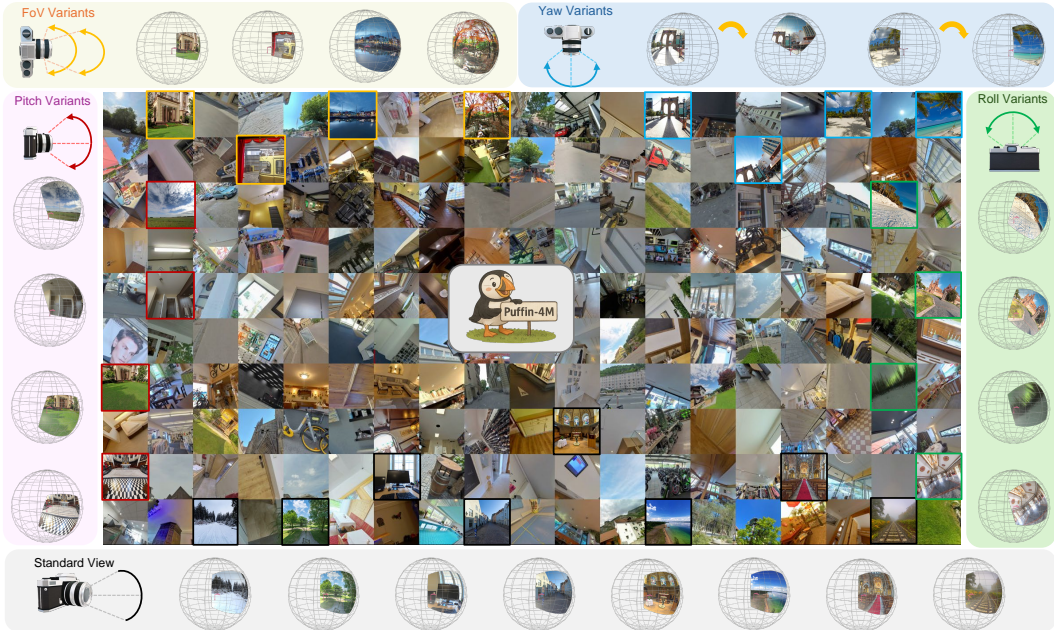 FoV Variants
Yaw Variants
Pitch Variants
Roll Variants
Puffin-4M
Standard View